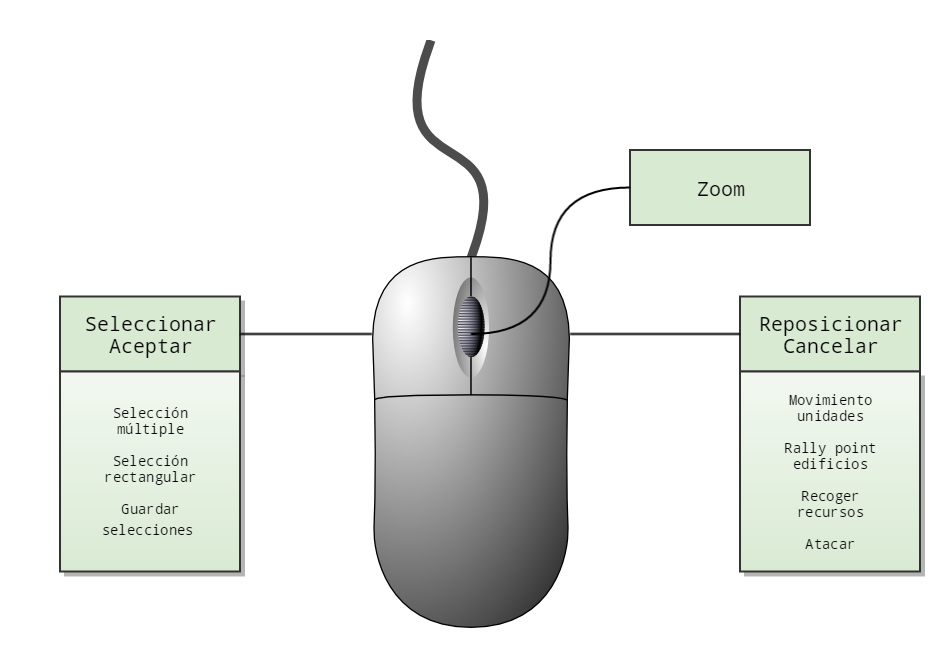 Zoom
Seleccionar
Aceptar
Selección
múltiple
Selección
rectangular
Guardar
selecciones
Reposicionar
Cancelar
Movimiento
unidades
Rally point
edificios
Recoger
recursos
Atacar